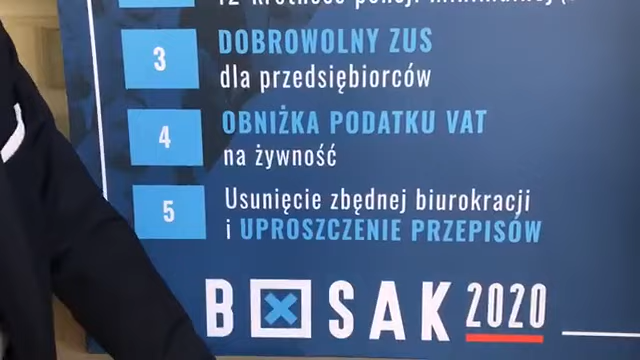 12-krotność pensji minimalnej
3
DOBROWOLNY ZUS
dla przedsiębiorców
4
OBNIŻKA PODATKU VAT
na żywność
5
Usunięcie zbędnej biurokracji
i UPROSZCZENIE PRZEPISÓW
BOSAK 2020